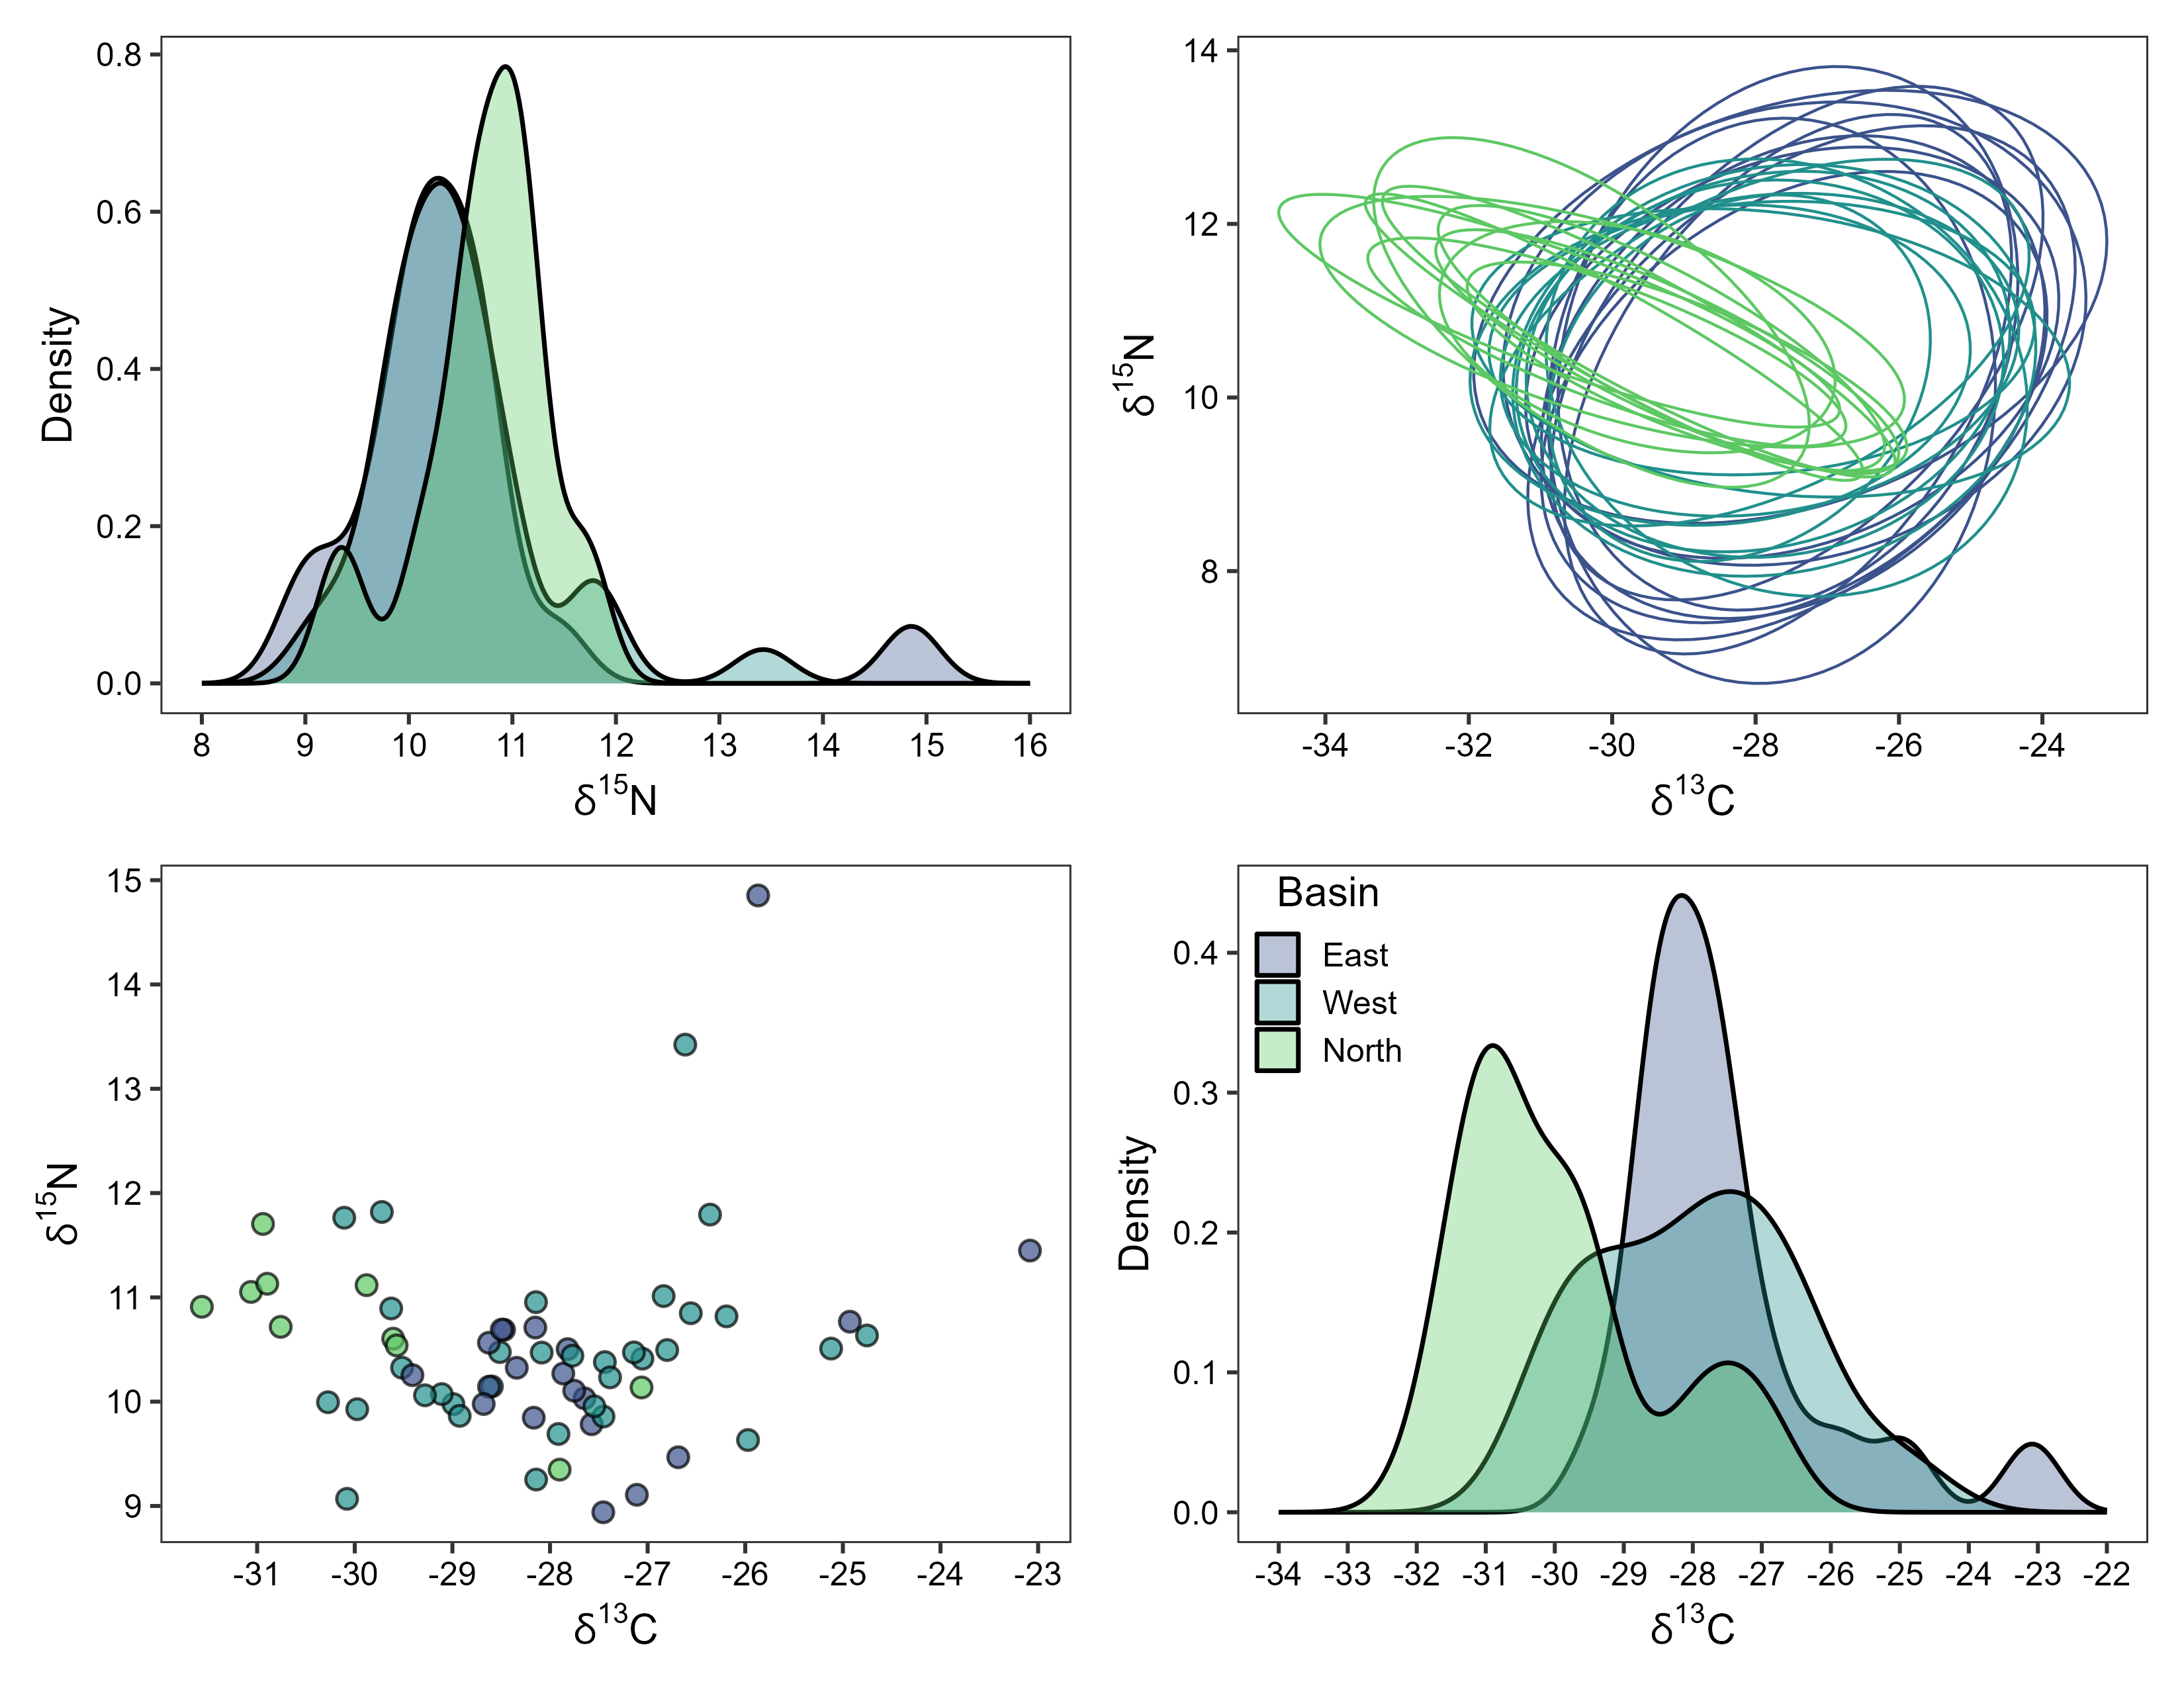 0.8
0.6
0.4
0.2
0.0
Density
8 9 10 11 12 13 14 15 16
δ¹⁵N
14
12
10
8
δ¹⁵N
-34 -32 -30 -28 -26 -24
δ¹³C
15
14
13
12
11
10
9
δ¹⁵N
-31 -30 -29 -28 -27 -26 -25 -24 -23
δ¹³C
Basin
East
West
North
0.4
0.3
0.2
0.1
0.0
Density
-34 -33 -32 -31 -30 -29 -28 -27 -26 -25 -24 -23 -22
δ¹³C